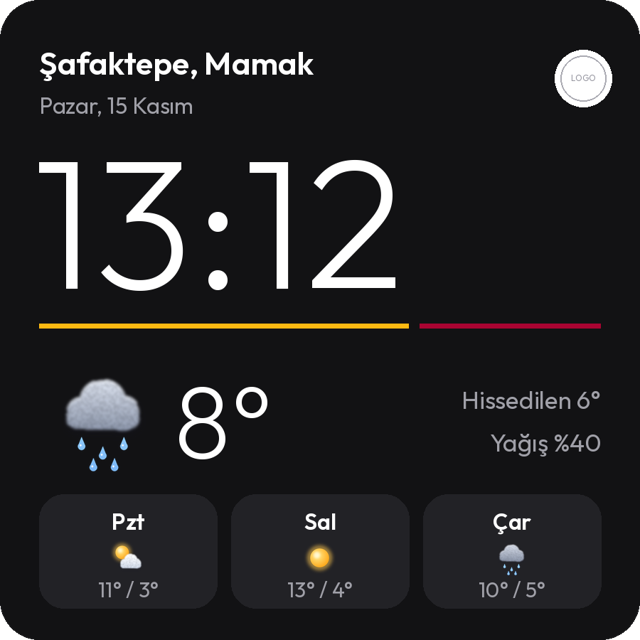 Şafaktepe, Mamak
LOGO
Pazar, 15 Kasım
13:12
8°
Hissedilen 6°
Yağış %40
Pzt
11° / 3°
Sal
13° / 4°
Çar
10° / 5°